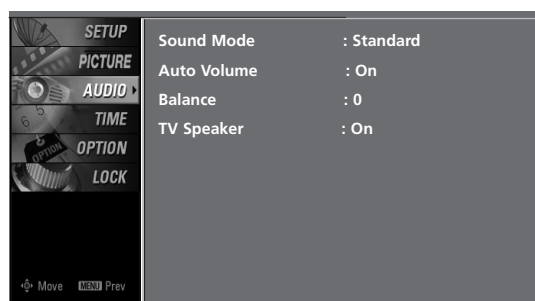 SETUP
PICTURE
AUDIO
TIME
OPTION
LOCK
Move MENU Prev
Sound Mode : Standard
Auto Volume : On
Balance : 0
TV Speaker : On